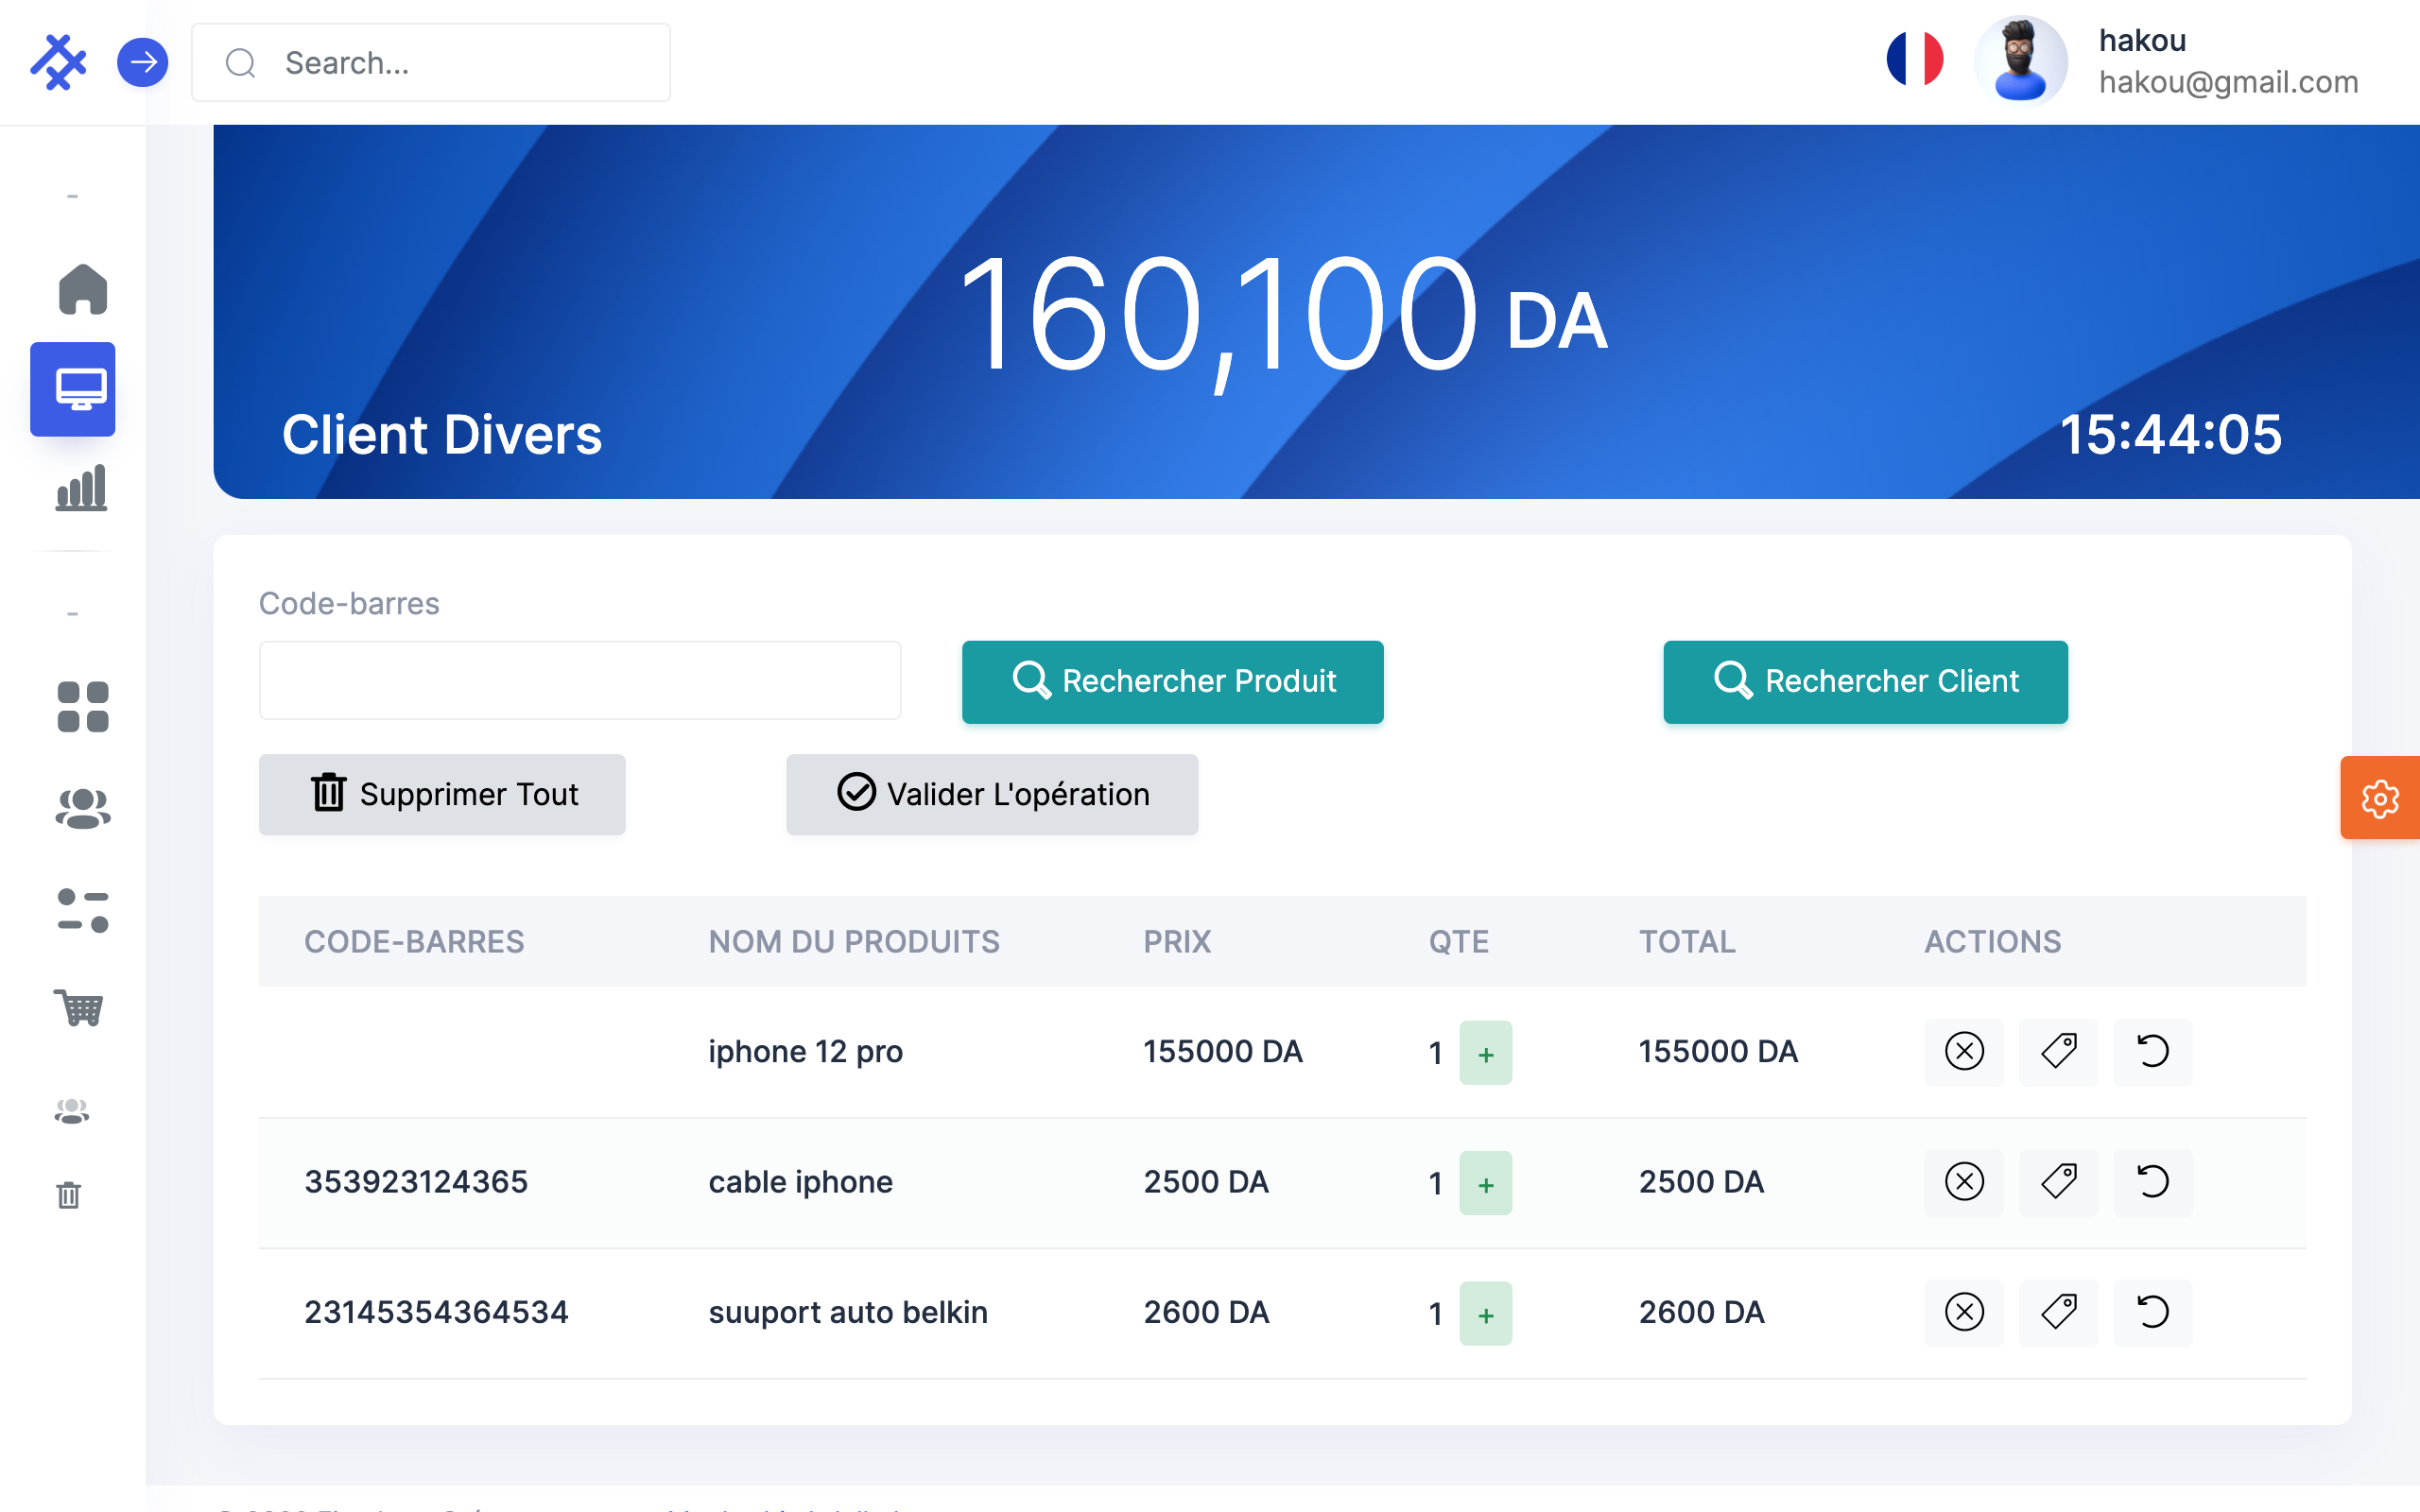 Search...
hakou
hakou@gmail.com
-
160,100 DA
Client Divers
15:44:05
-
Code-barres
Rechercher Produit
Rechercher Client
Supprimer Tout
Valider L'opération
CODE-BARRES NOM DU PRODUITS PRIX QTE TOTAL ACTIONS
iphone 12 pro 155000 DA 1 + 155000 DA
353923124365 cable iphone 2500 DA 1 + 2500 DA
23145354364534 suuport auto belkin 2600 DA 1 + 2600 DA